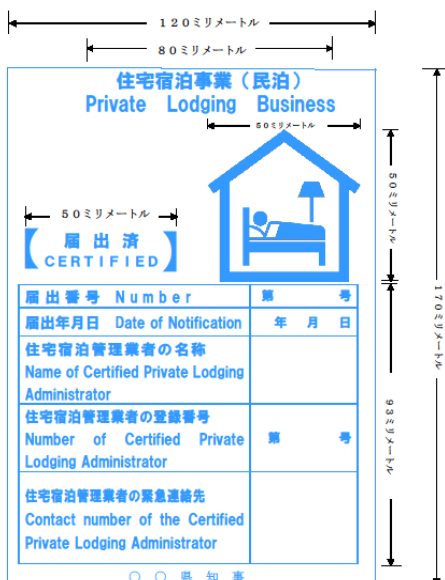 120ミリメートル
80ミリメートル
住宅宿泊事業（民泊）
Private Lodging Business
50ミリメートル
50ミリメートル
50ミリメートル
【届出済
CERTIFIED】
170ミリメートル
届出番号 Number 第 号
届出年月日 Date of Notification 年 月 日
住宅宿泊管理業者の名称
Name of Certified Private Lodging
Administrator
93ミリメートル
住宅宿泊管理業者の登録番号
Number of Certified Private 第 号
Lodging Administrator
住宅宿泊管理業者の緊急連絡先
Contact number of the Certified
Private Lodging Administrator
○ ○ 県 知 事